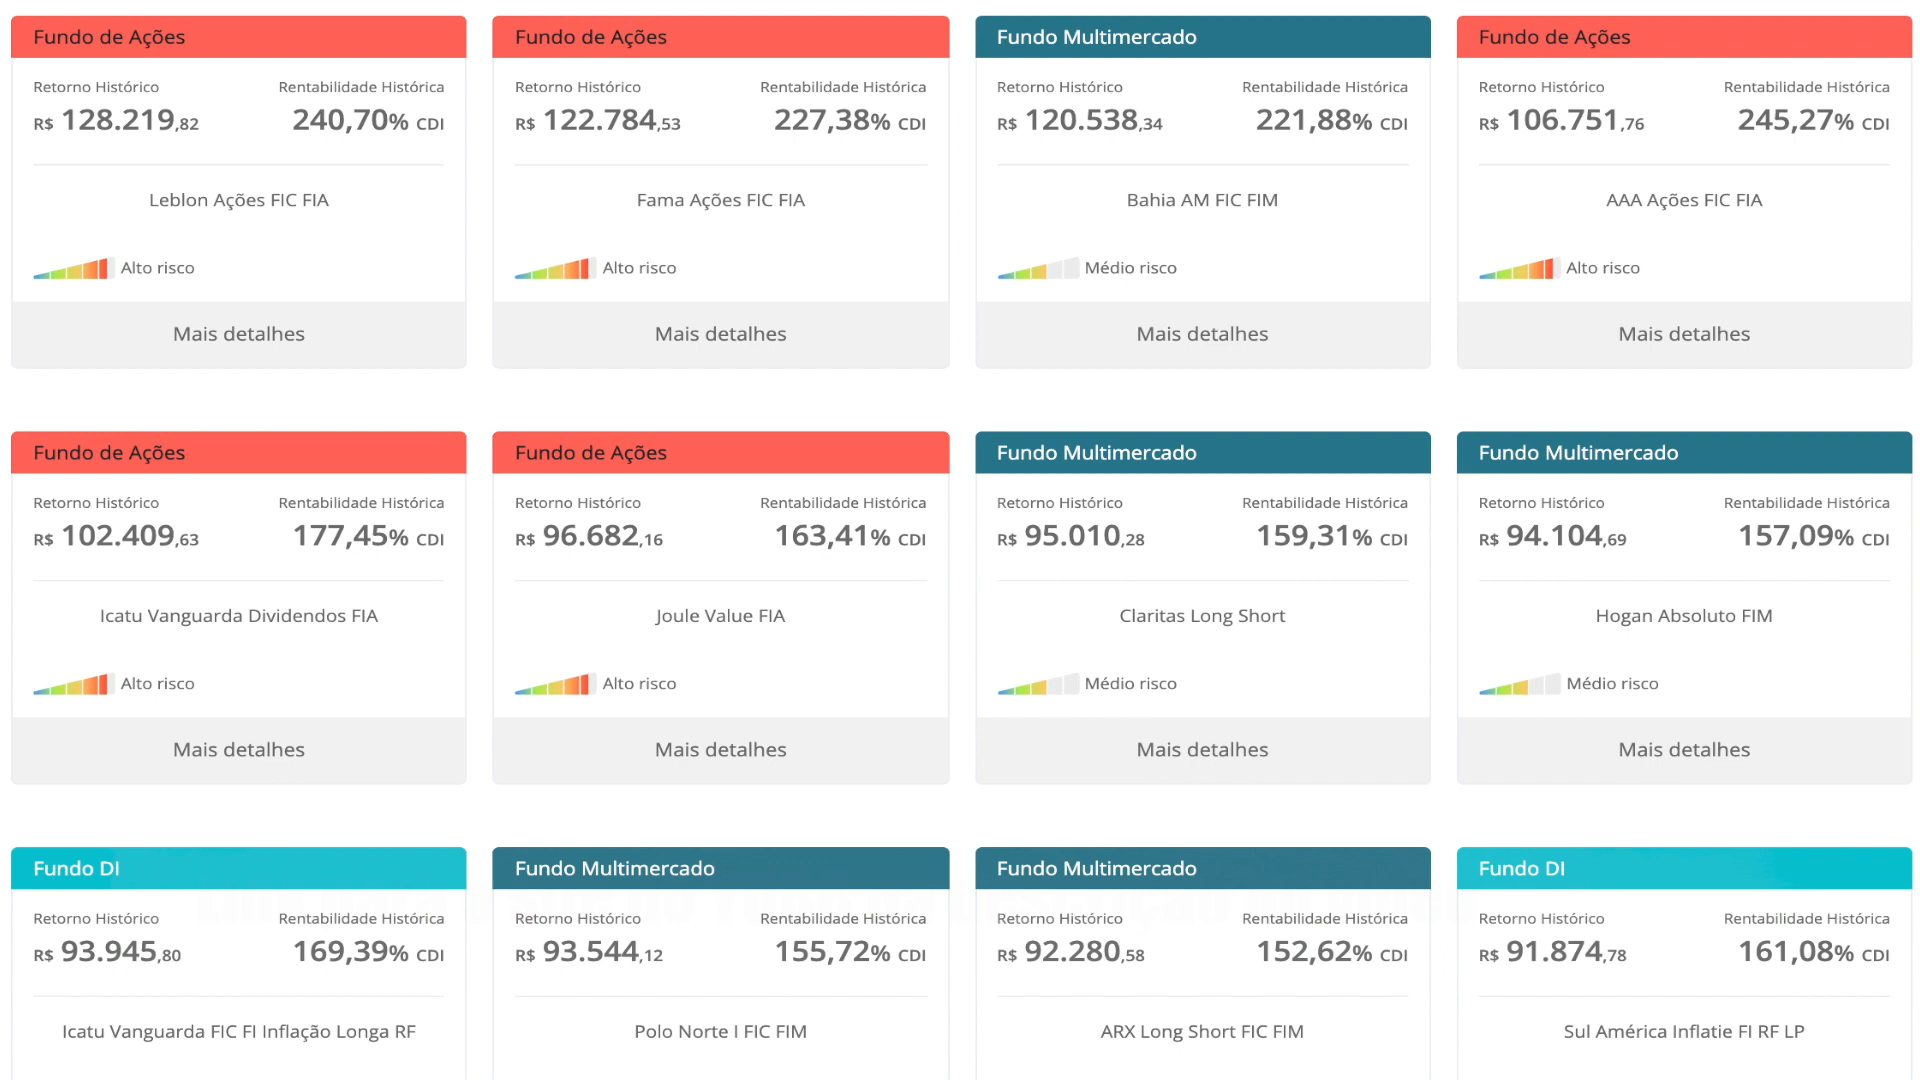 Fundo de Ações
Retorno Histórico Rentabilidade Histórica
R$ 128.219,82 240,70% CDI
Leblon Ações FIC FIA
Alto risco
Mais detalhes
Fundo de Ações
Retorno Histórico Rentabilidade Histórica
R$ 122.784,53 227,38% CDI
Fama Ações FIC FIA
Alto risco
Mais detalhes
Fundo Multimercado
Retorno Histórico Rentabilidade Histórica
R$ 120.538,34 221,88% CDI
Bahia AM FIC FIM
Médio risco
Mais detalhes
Fundo de Ações
Retorno Histórico Rentabilidade Histórica
R$ 106.751,76 245,27% CDI
AAA Ações FIC FIA
Alto risco
Mais detalhes
Fundo de Ações
Retorno Histórico Rentabilidade Histórica
R$ 102.409,63 177,45% CDI
Icatu Vanguarda Dividendos FIA
Alto risco
Mais detalhes
Fundo de Ações
Retorno Histórico Rentabilidade Histórica
R$ 96.682,16 163,41% CDI
Joule Value FIA
Alto risco
Mais detalhes
Fundo Multimercado
Retorno Histórico Rentabilidade Histórica
R$ 95.010,28 159,31% CDI
Claritas Long Short
Médio risco
Mais detalhes
Fundo Multimercado
Retorno Histórico Rentabilidade Histórica
R$ 94.104,69 157,09% CDI
Hogan Absoluto FIM
Médio risco
Mais detalhes
Fundo DI
Retorno Histórico Rentabilidade Histórica
R$ 93.945,80 169,39% CDI
Icatu Vanguarda FIC FI Inflação Longa RF
Fundo Multimercado
Retorno Histórico Rentabilidade Histórica
R$ 93.544,12 155,72% CDI
Polo Norte I FIC FIM
Fundo Multimercado
Retorno Histórico Rentabilidade Histórica
R$ 92.280,58 152,62% CDI
ARX Long Short FIC FIM
Fundo DI
Retorno Histórico Rentabilidade Histórica
R$ 91.874,78 161,08% CDI
Sul América Inflatie FI RF LP